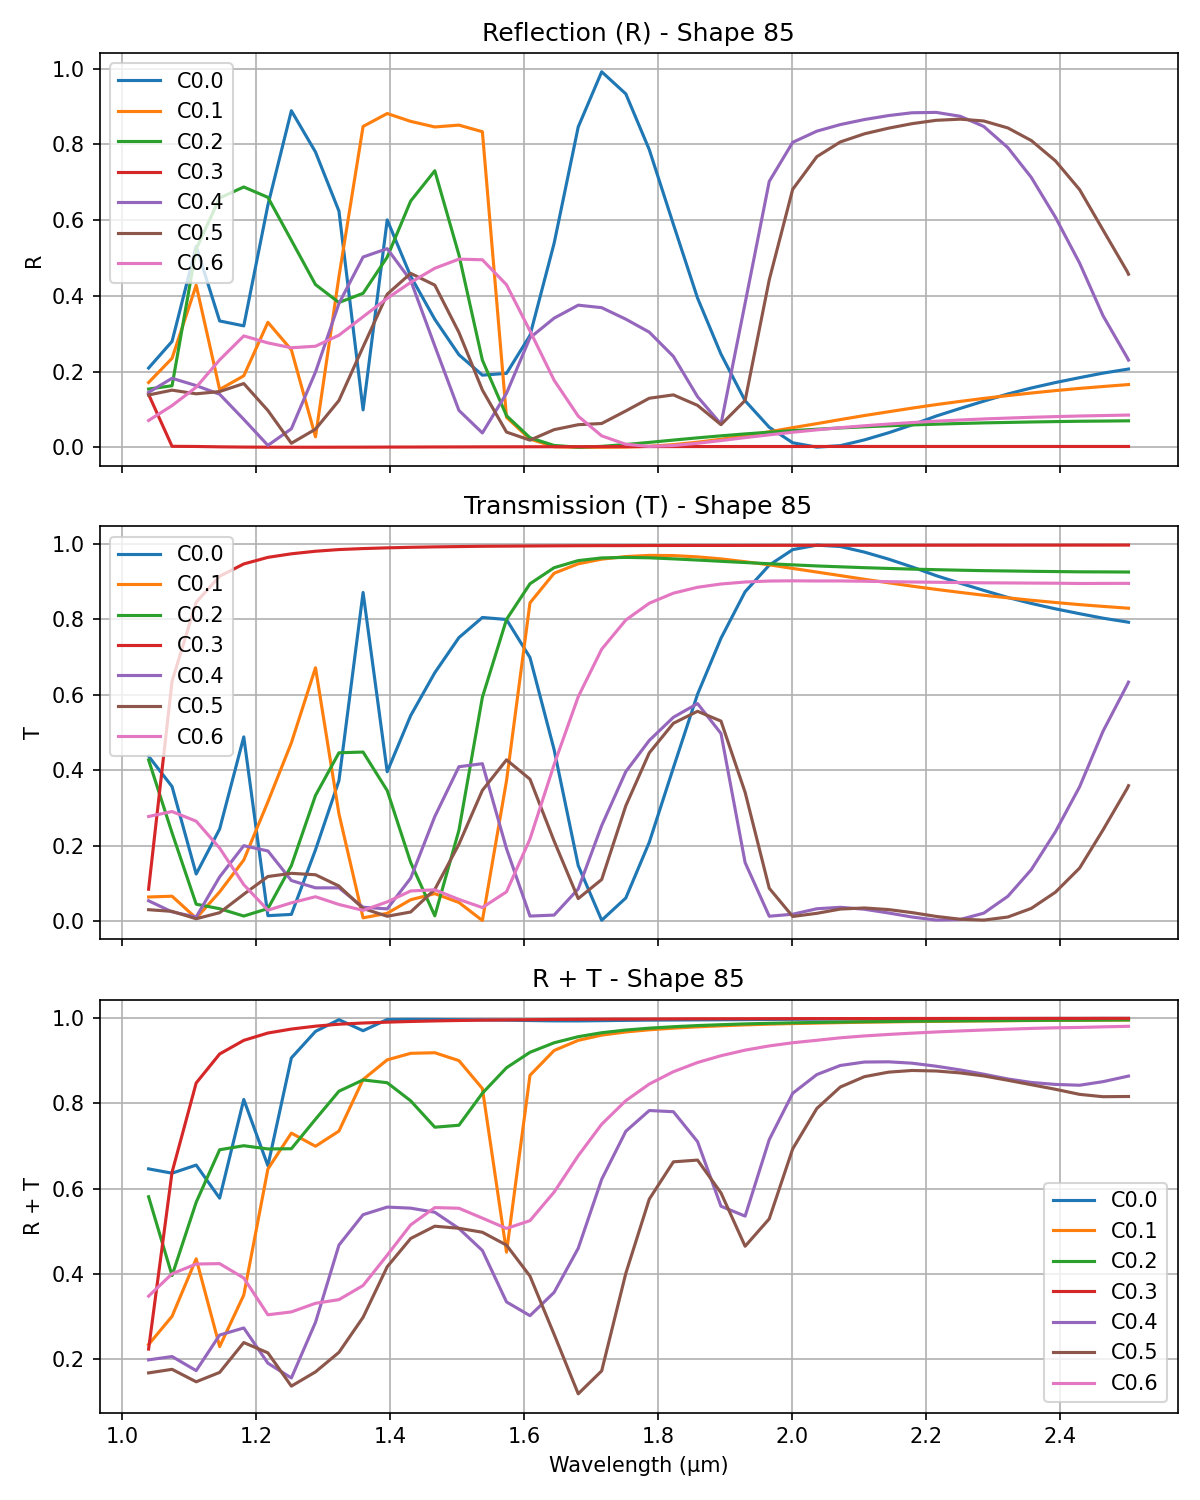 Reflection (R) - Shape 85
1.0
0.8
0.6
0.4
0.2
0.0
R
C0.0
C0.1
C0.2
C0.3
C0.4
C0.5
C0.6
Transmission (T) - Shape 85
1.0
0.8
0.6
0.4
0.2
0.0
T
C0.0
C0.1
C0.2
C0.3
C0.4
C0.5
C0.6
R + T - Shape 85
1.0
0.8
0.6
0.4
0.2
R + T
C0.0
C0.1
C0.2
C0.3
C0.4
C0.5
C0.6
1.0 1.2 1.4 1.6 1.8 2.0 2.2 2.4
Wavelength (μm)